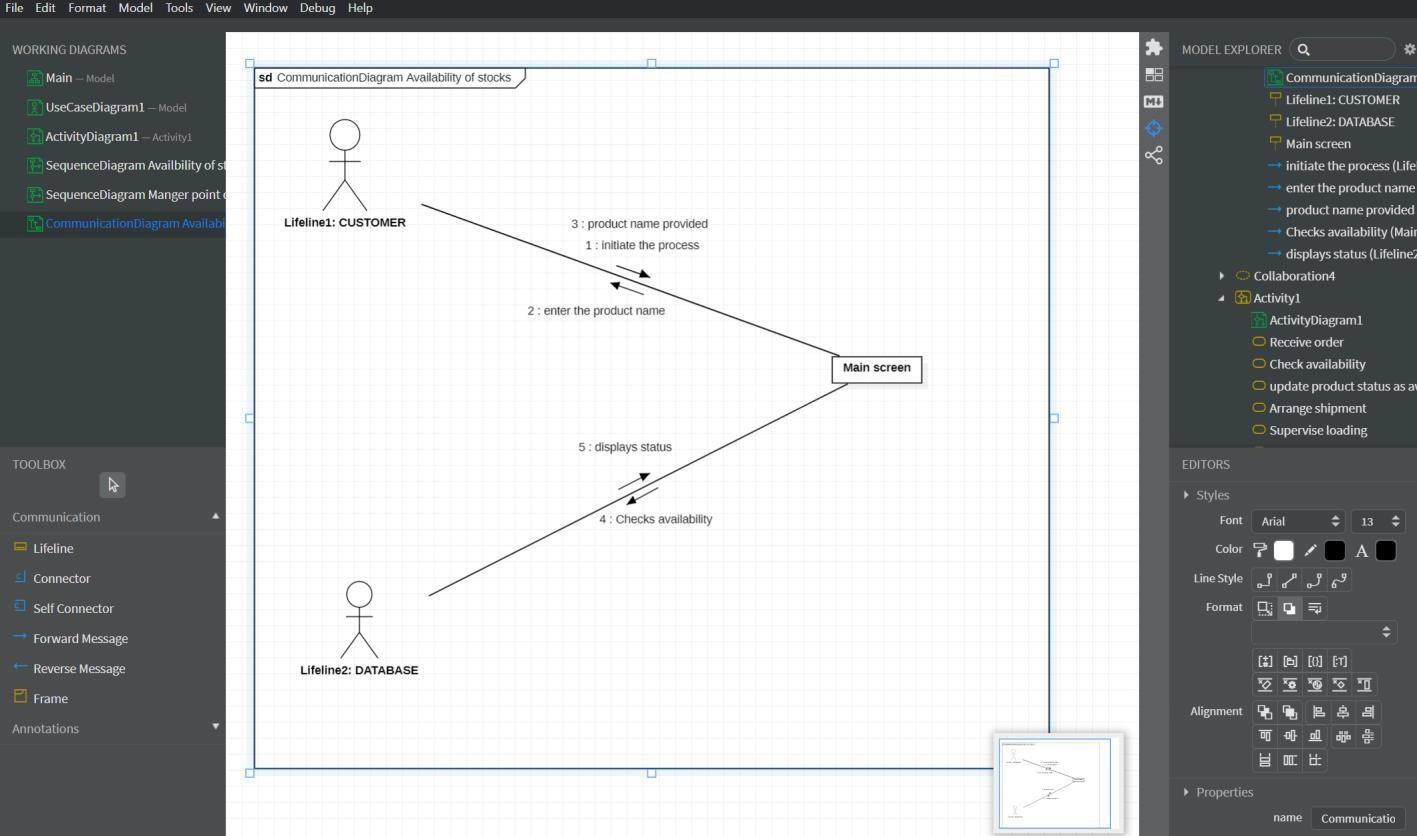 File Edit Format Model Tools View Window Debug Help
WORKING DIAGRAMS
Main — Model
UseCaseDiagram1 — Model
ActivityDiagram1 — Activity1
SequenceDiagram Availbility of st
SequenceDiagram Manger point
CommunicationDiagram Availabi
TOOLBOX
Communication
Lifeline
Connector
Self Connector
Forward Message
Reverse Message
Frame
Annotations
sd CommunicationDiagram Availability of stocks
Lifeline1: CUSTOMER
3 : product name provided
1 : initiate the process
2 : enter the product name
Main screen
5 : displays status
4 : Checks availability
Lifeline2: DATABASE
MODEL EXPLORER
CommunicationDiagram
Lifeline1: CUSTOMER
Lifeline2: DATABASE
Main screen
initiate the process (Lifel
enter the product name
product name provided
Checks availability (Main
displays status (Lifeline2
Collaboration4
Activity1
ActivityDiagram1
Receive order
Check availability
update product status as av
Arrange shipment
Supervise loading
EDITORS
Styles
Font Arial 13
Color A
Line Style
Format
Alignment
Properties
name Communicatio